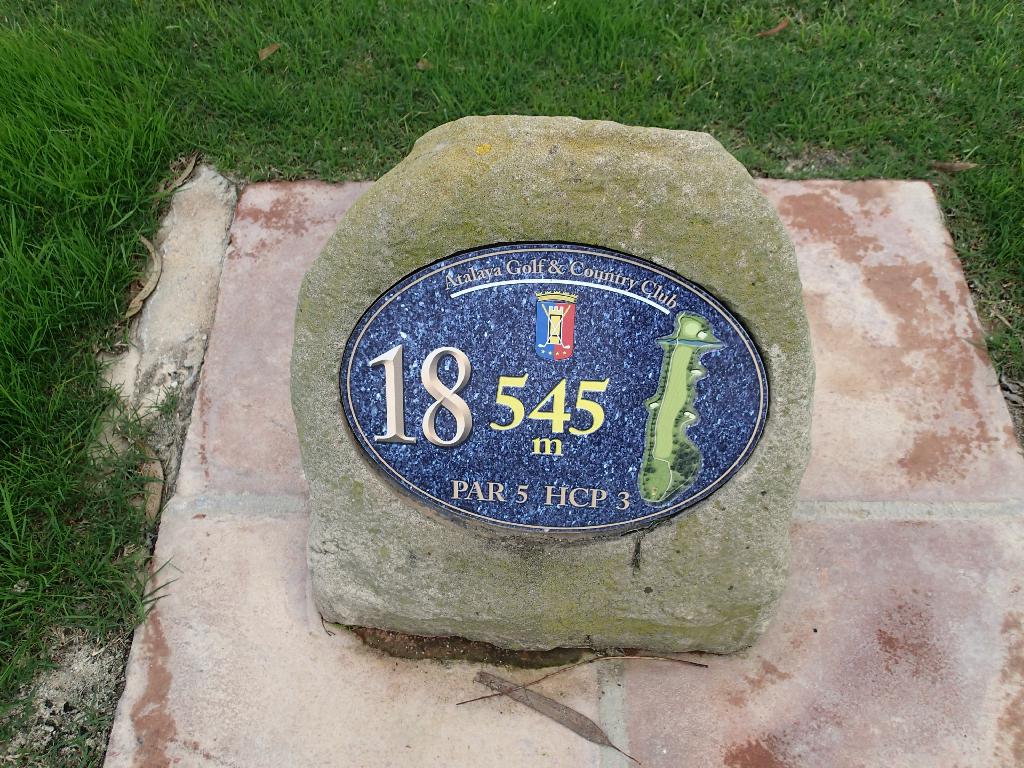 Atalaya Golf & Country Club
18
545
m
PAR 5 HCP 3